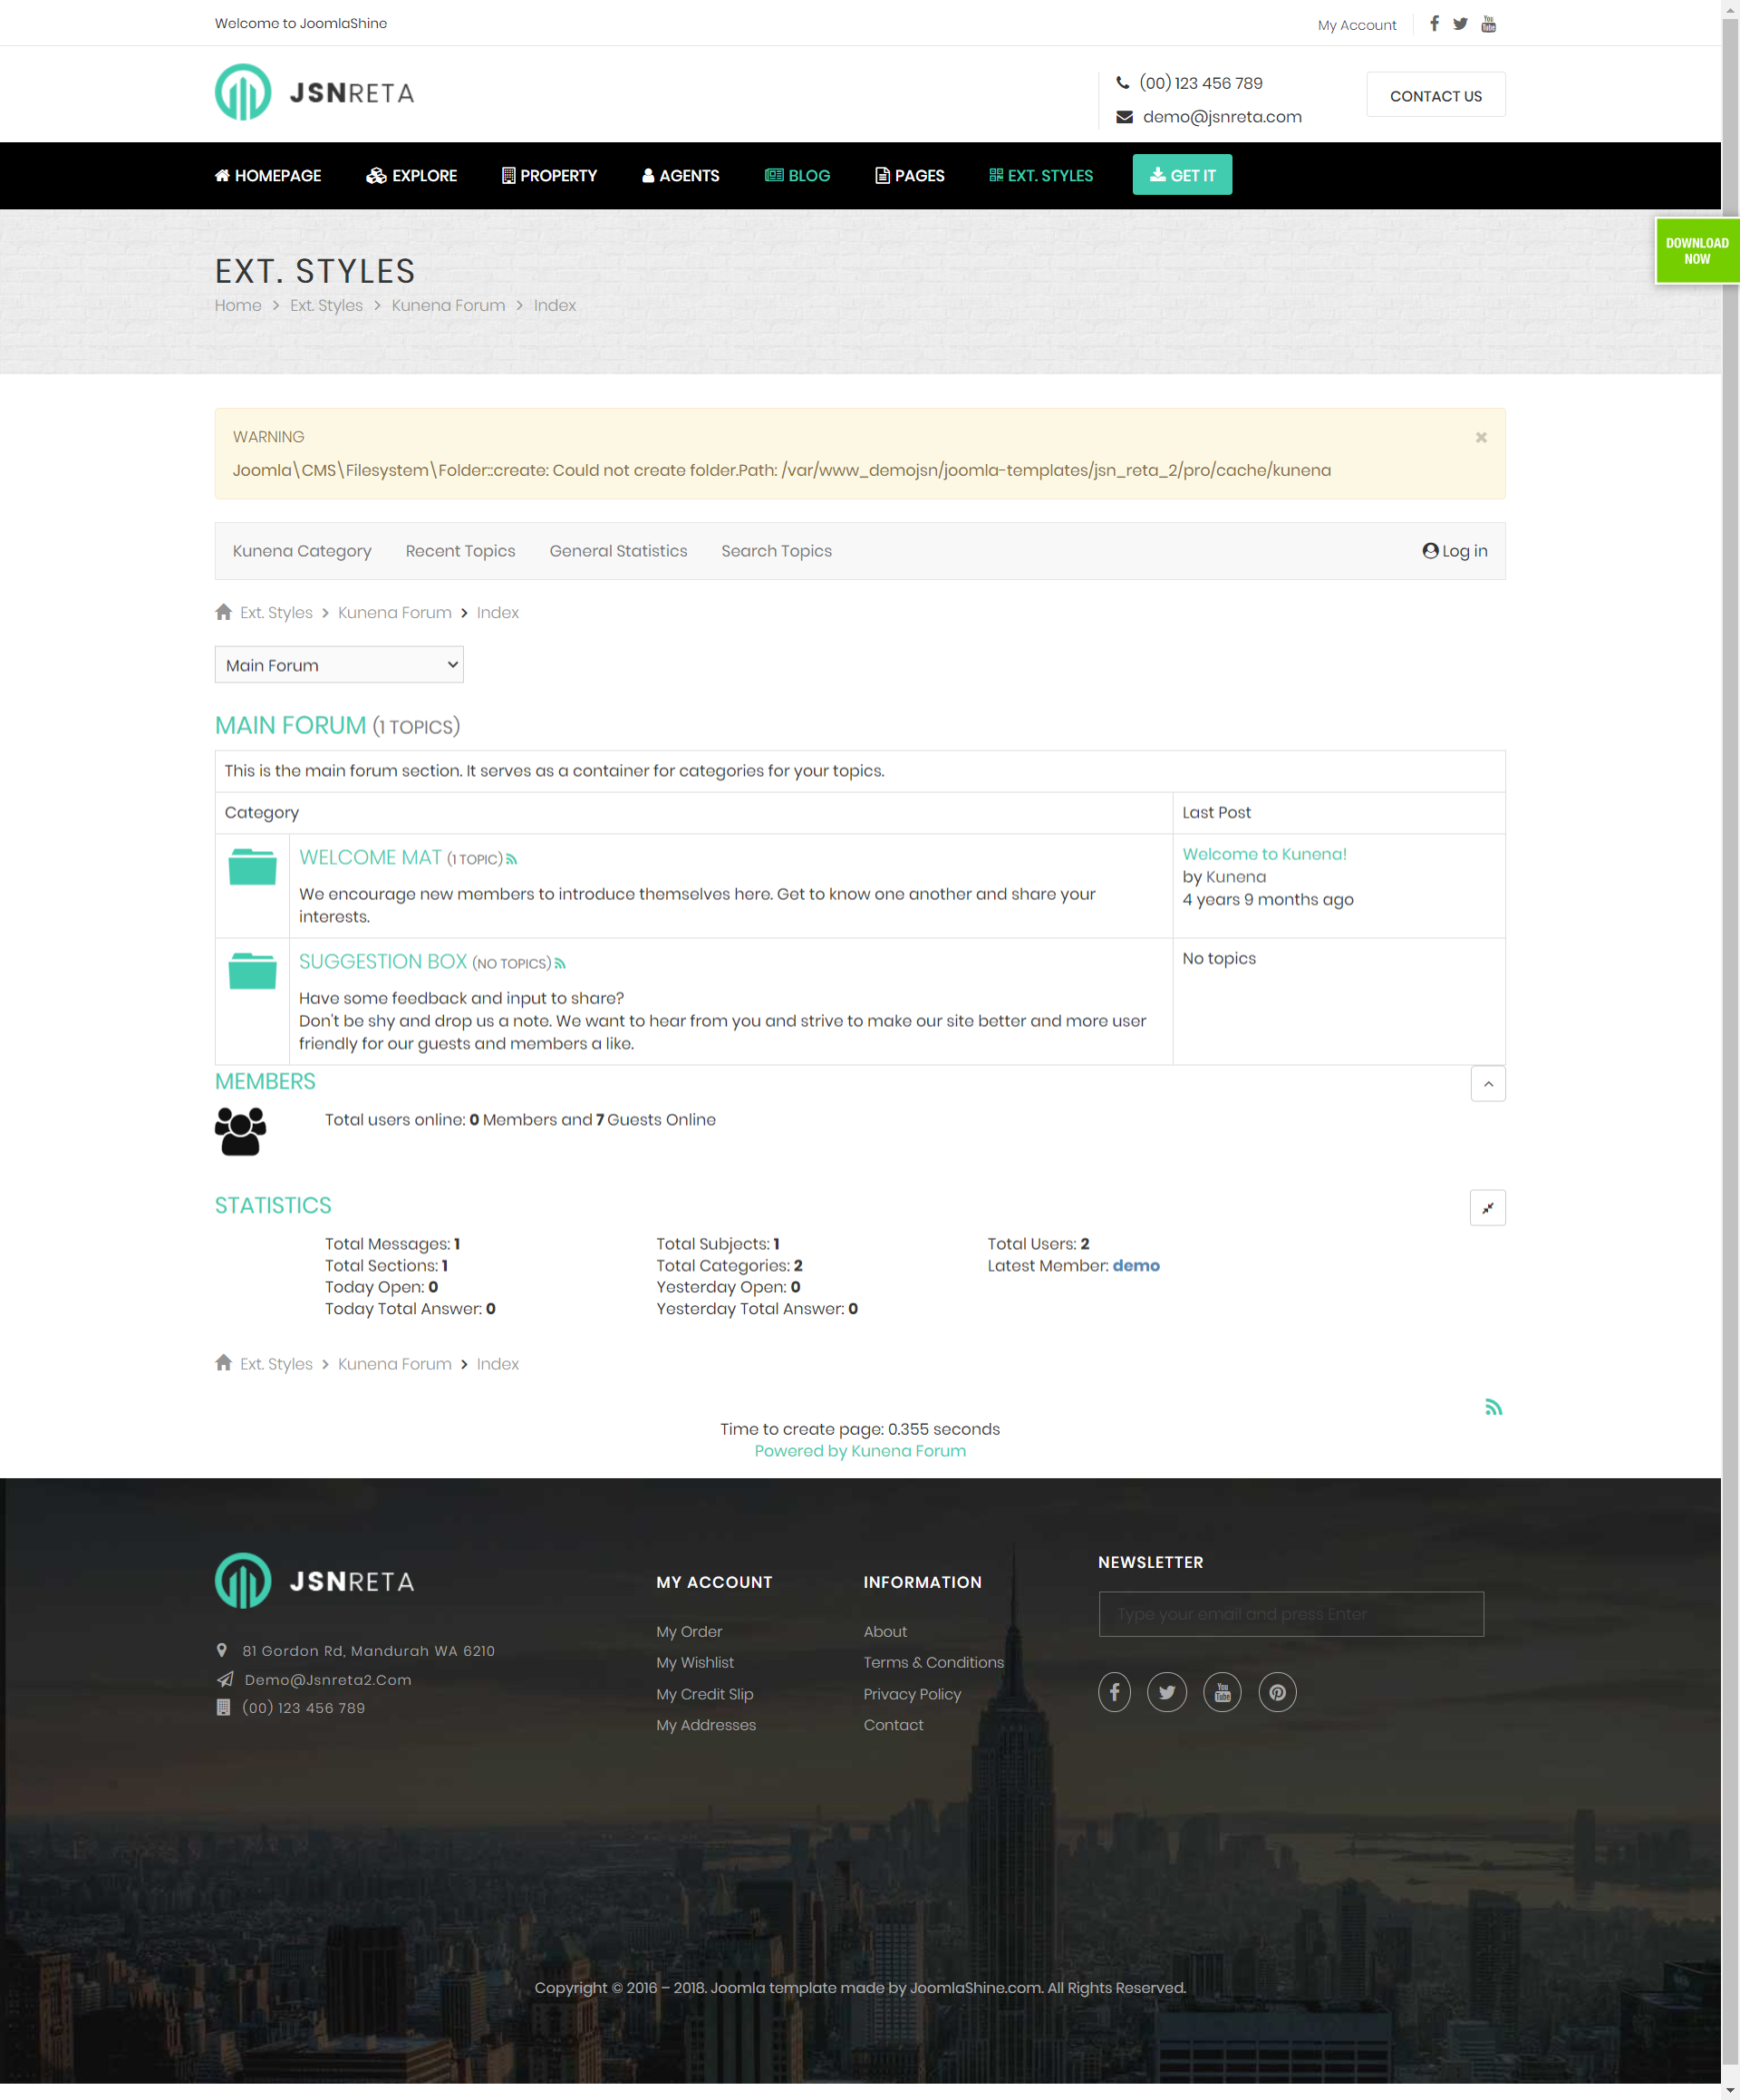 Welcome to JoomlaShine
My Account
JSNRETA
(00) 123 456 789
demo@jsnreta.com
CONTACT US
HOMEPAGE
EXPLORE
PROPERTY
AGENTS
BLOG
PAGES
EXT. STYLES
GET IT
DOWNLOAD
NOW
EXT. STYLES
Home > Ext. Styles > Kunena Forum > Index
WARNING
×
Joomla\CMS\Filesystem\Folder::create: Could not create folder.Path: /var/www_demojsn/joomla-templates/jsn_reta_2/pro/cache/kunena
Kunena Category
Recent Topics
General Statistics
Search Topics
Log in
Ext. Styles > Kunena Forum > Index
Main Forum
MAIN FORUM (1 TOPICS)
This is the main forum section. It serves as a container for categories for your topics.
Category
Last Post
WELCOME MAT (1 TOPIC)
We encourage new members to introduce themselves here. Get to know one another and share your
interests.
Welcome to Kunena!
by Kunena
4 years 9 months ago
SUGGESTION BOX (NO TOPICS)
Have some feedback and input to share?
Don't be shy and drop us a note. We want to hear from you and strive to make our site better and more user
friendly for our guests and members a like.
No topics
MEMBERS
Total users online: 0 Members and 7 Guests Online
STATISTICS
Total Messages: 1
Total Sections: 1
Today Open: 0
Today Total Answer: 0
Total Subjects: 1
Total Categories: 2
Yesterday Open: 0
Yesterday Total Answer: 0
Total Users: 2
Latest Member: demo
Ext. Styles > Kunena Forum > Index
Time to create page: 0.355 seconds
Powered by Kunena Forum
JSNRETA
81 Gordon Rd, Mandurah WA 6210
Demo@Jsnreta2.Com
(00) 123 456 789
MY ACCOUNT
My Order
My Wishlist
My Credit Slip
My Addresses
INFORMATION
About
Terms & Conditions
Privacy Policy
Contact
NEWSLETTER
Type your email and press Enter
Copyright © 2016 – 2018. Joomla template made by JoomlaShine.com. All Rights Reserved.